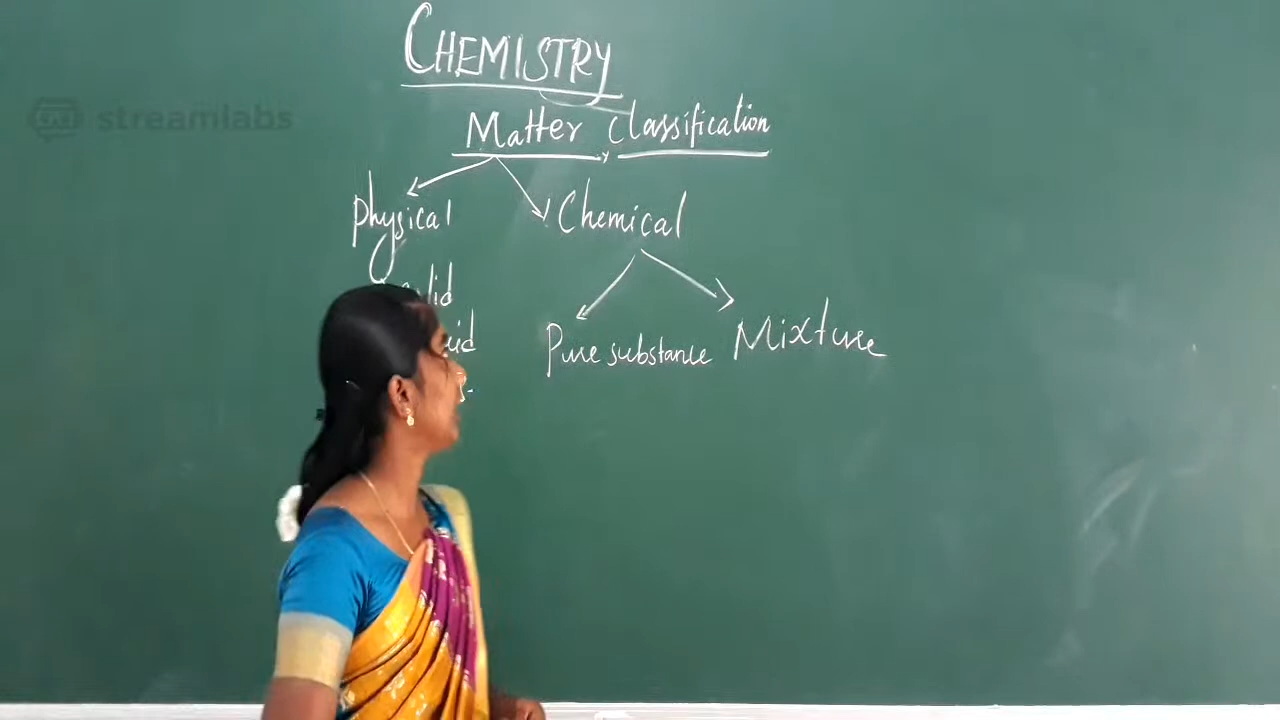 streamlabs
CHEMISTRY
Matter Classification
Physical
Chemical
Pure substance
Mixture